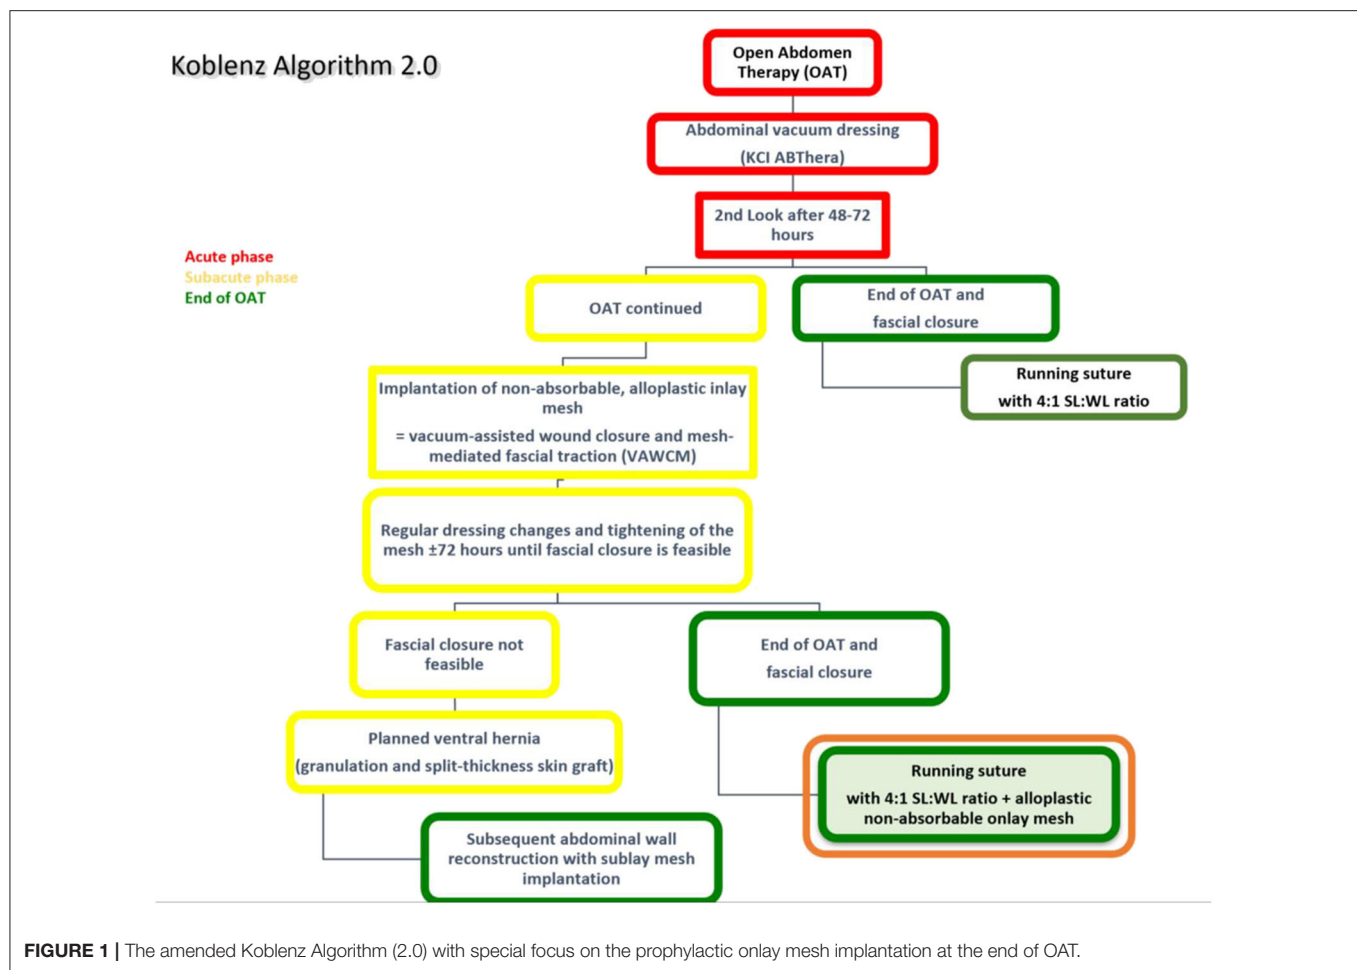 Koblenz Algorithm 2.0
Open Abdomen
Therapy (OAT)
Abdominal vacuum dressing
(KCI ABThera)
2nd Look after 48-72
hours
Acute phase
Subacute phase
End of OAT
OAT continued
End of OAT and
fascial closure
Running suture
with 4:1 SL:WL ratio
Implantation of non-absorbable, alloplastic inlay
mesh
= vacuum-assisted wound closure and mesh-
mediated fascial traction (VAWCM)
Regular dressing changes and tightening of the
mesh ±72 hours until fascial closure is feasible
Fascial closure not
feasible
End of OAT and
fascial closure
Planned ventral hernia
(granulation and split-thickness skin graft)
Running suture
with 4:1 SL:WL ratio + alloplastic
non-absorbable onlay mesh
Subsequent abdominal wall
reconstruction with sublay mesh
implantation
FIGURE 1 | The amended Koblenz Algorithm (2.0) with special focus on the prophylactic onlay mesh implantation at the end of OAT.